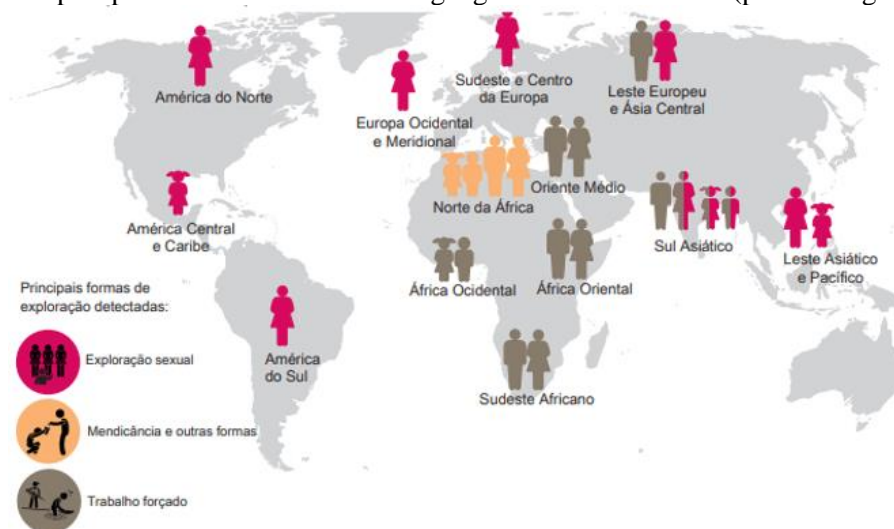 América do Norte
Sudeste e Centro
da Europa
Leste Europeu
e Ásia Central
Europa Ocidental
e Meridional
Oriente Médio
Norte da África
América Central
e Caribe
Sul Asiático
Leste Asiático
e Pacífico
África Ocidental
África Oriental
América
do Sul
Sudeste Africano
Principais formas de
exploração detectadas:
Exploração sexual
Mendicância e outras formas
Trabalho forçado